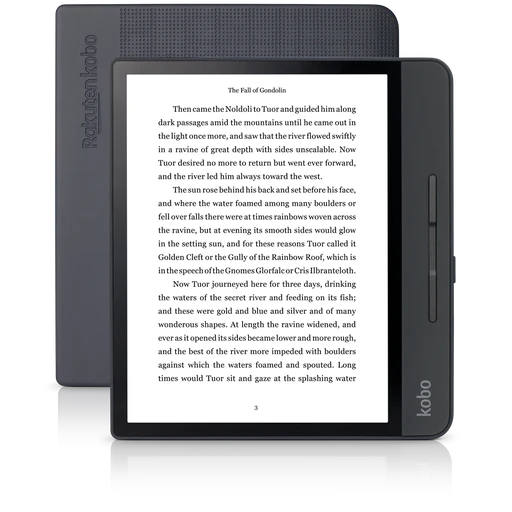 Rakuten kobo
The Fall of Gondolin
Then came the Noldoli to Tuor and guided him along
dark passages amid the mountains until he came out in
the light once more, and saw that the river flowed swiftly
in a ravine of great depth with sides unscalable. Now
Tuor desired no more to return but went ever forward,
and the river led him always toward the west.
The sun rose behind his back and set before his face,
and where the water foamed among many boulders or
fell over falls there were at times rainbows woven across
the ravine, but at evening its smooth sides would glow
in the setting sun, and for these reasons Tuor called it
Golden Cleft or the Gully of the Rainbow Roof, which is
in the speech of the Gnomes Glorfalc or Cris Ilbranteloth.
Now Tuor journeyed here for three days, drinking
the waters of the secret river and feeding on its fish;
and these were gold and blue and silver and of many
wonderous shapes. At length the ravine widened, and
ever as it opened its sides became lower and more rough,
and the best of the river more impeded with boulders
against which the waters foamed and spouted. Long
times would Tuor sit and gaze at the splashing water
3
kobo